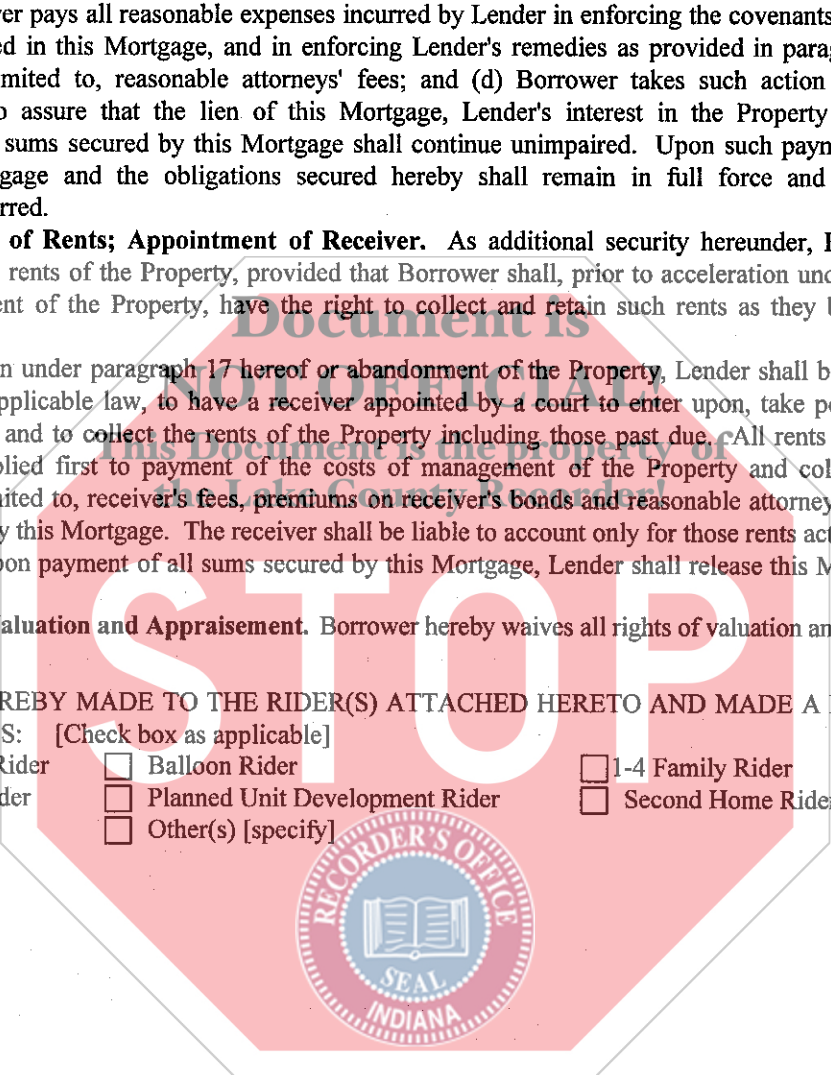 ver pays all reasonable expenses incurred by Lender in enforcing the covenants
ed in this Mortgage, and in enforcing Lender's remedies as provided in para
mited to, reasonable attorneys' fees; and (d) Borrower takes such action
o assure that the lien of this Mortgage, Lender's interest in the Property
sums secured by this Mortgage shall continue unimpaired. Upon such paym
gage and the obligations secured hereby shall remain in full force and
rred.
of Rents; Appointment of Receiver. As additional security hereunder,
rents of the Property, provided that Borrower shall, prior to acceleration und
nt of the Property, have the right to collect and retain such rents as they
Document is
n under paragraph 17 hereof or abandonment of the Property, Lender shall b
NOT OFFICIAL!
pplicable law, to have a receiver appointed by a court to enter upon, take p
and to collect the rents of the Property including those past due. All rents
This Document is the property of
lied first to payment of the costs of management of the Property and col
the Lake County Recorder!
ited to, receiver's fees, premiums on receiver's bonds and reasonable attorney
y this Mortgage. The receiver shall be liable to account only for those rents act
on payment of all sums secured by this Mortgage, Lender shall release this M
STOP
aluation and Appraisement. Borrower hereby waives all rights of valuation an
REBY MADE TO THE RIDER(S) ATTACHED HERETO AND MADE A
S: [Check box as applicable]
Rider Balloon Rider 1-4 Family Rider
der Planned Unit Development Rider Second Home Ride
Other(s) [specify]
RECORDER'S OFFICE
SEAL
INDIANA